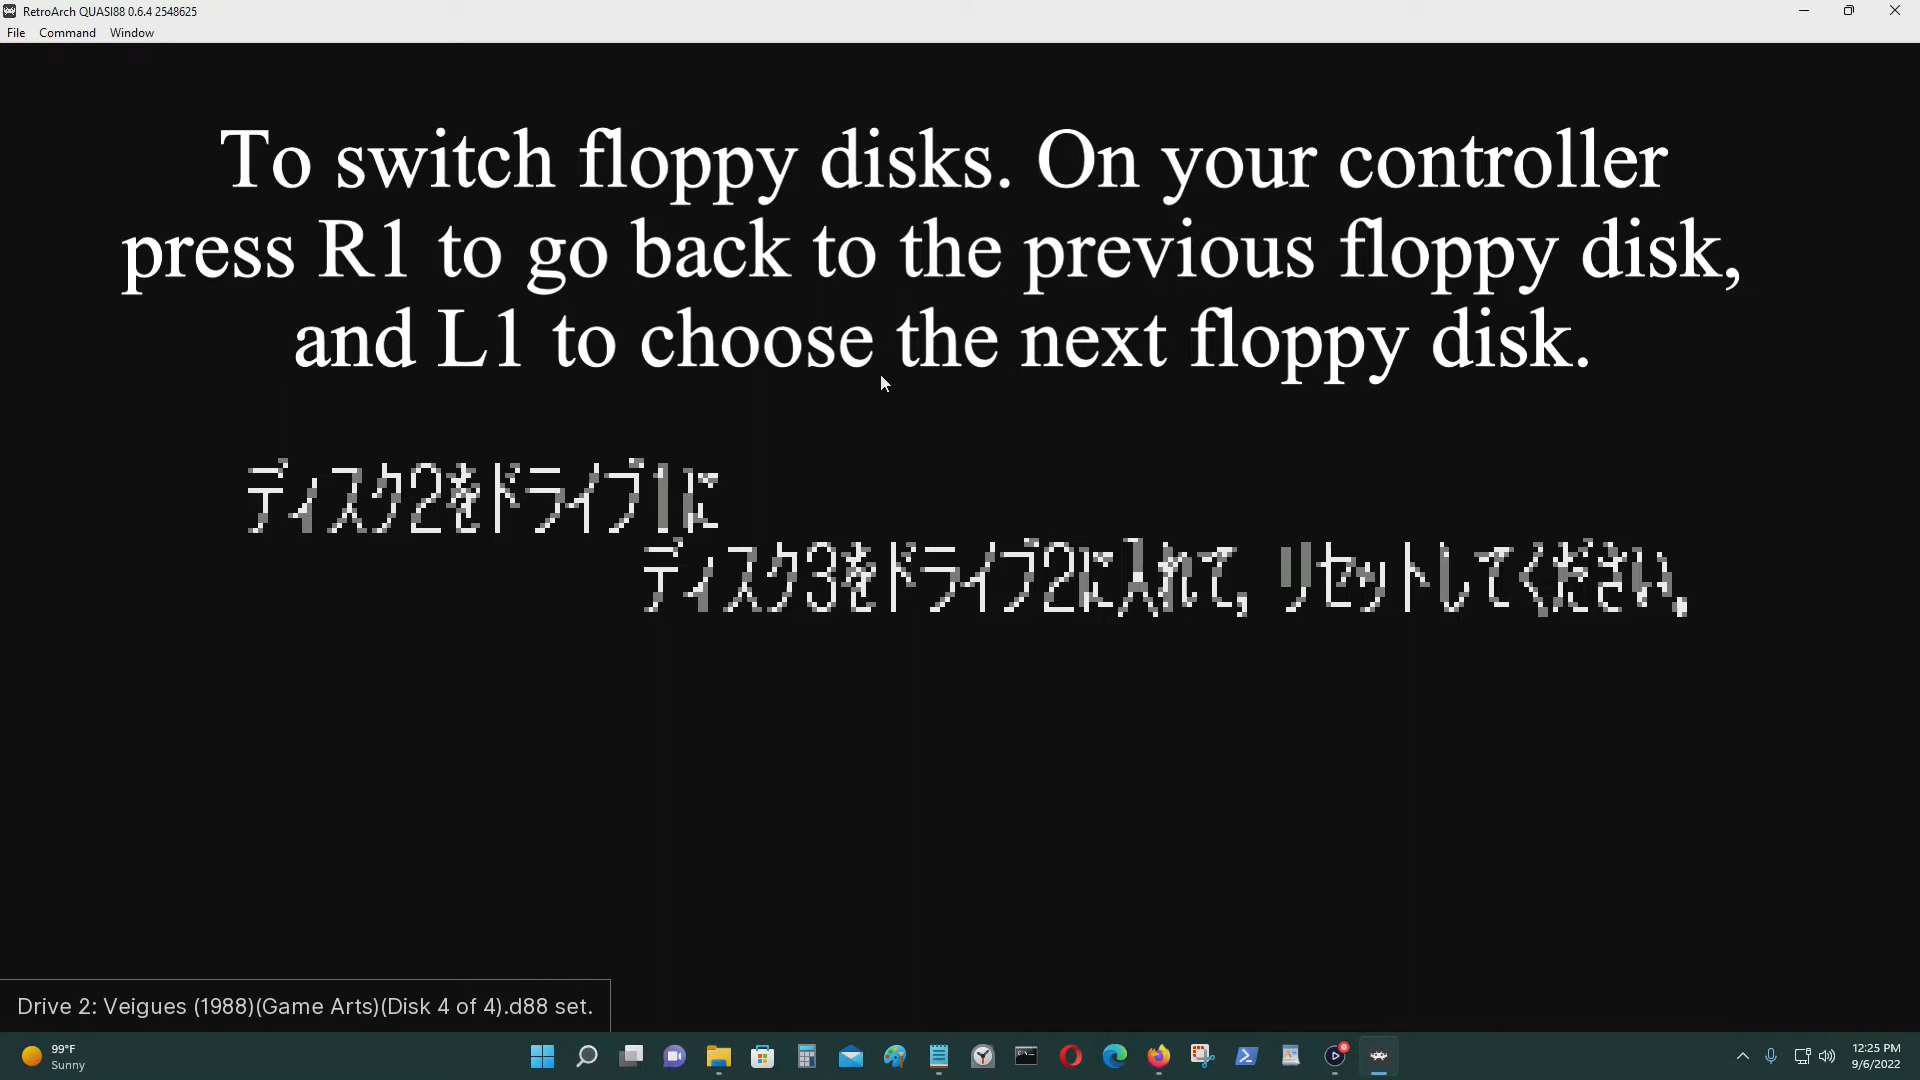 RetroArch QUASI88 0.6.4 2548625
File Command Window
To switch floppy disks. On your controller
press R1 to go back to the previous floppy disk,
and L1 to choose the next floppy disk.
ディスク2をドライブ1に
ディスク3をドライブ2に入れて, リセットしてください。
Drive 2: Veigues (1988)(Game Arts)(Disk 4 of 4).d88 set.
99°F
Sunny
12:25 PM
9/6/2022